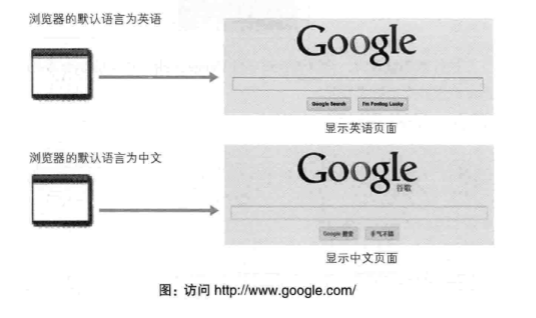 浏览器的默认语言为英语
Google
Google Search I'm Feeling Lucky
显示英语页面
浏览器的默认语言为中文
Google
谷歌
Google 搜索 手气不错
显示中文页面
图：访问 http://www.google.com/